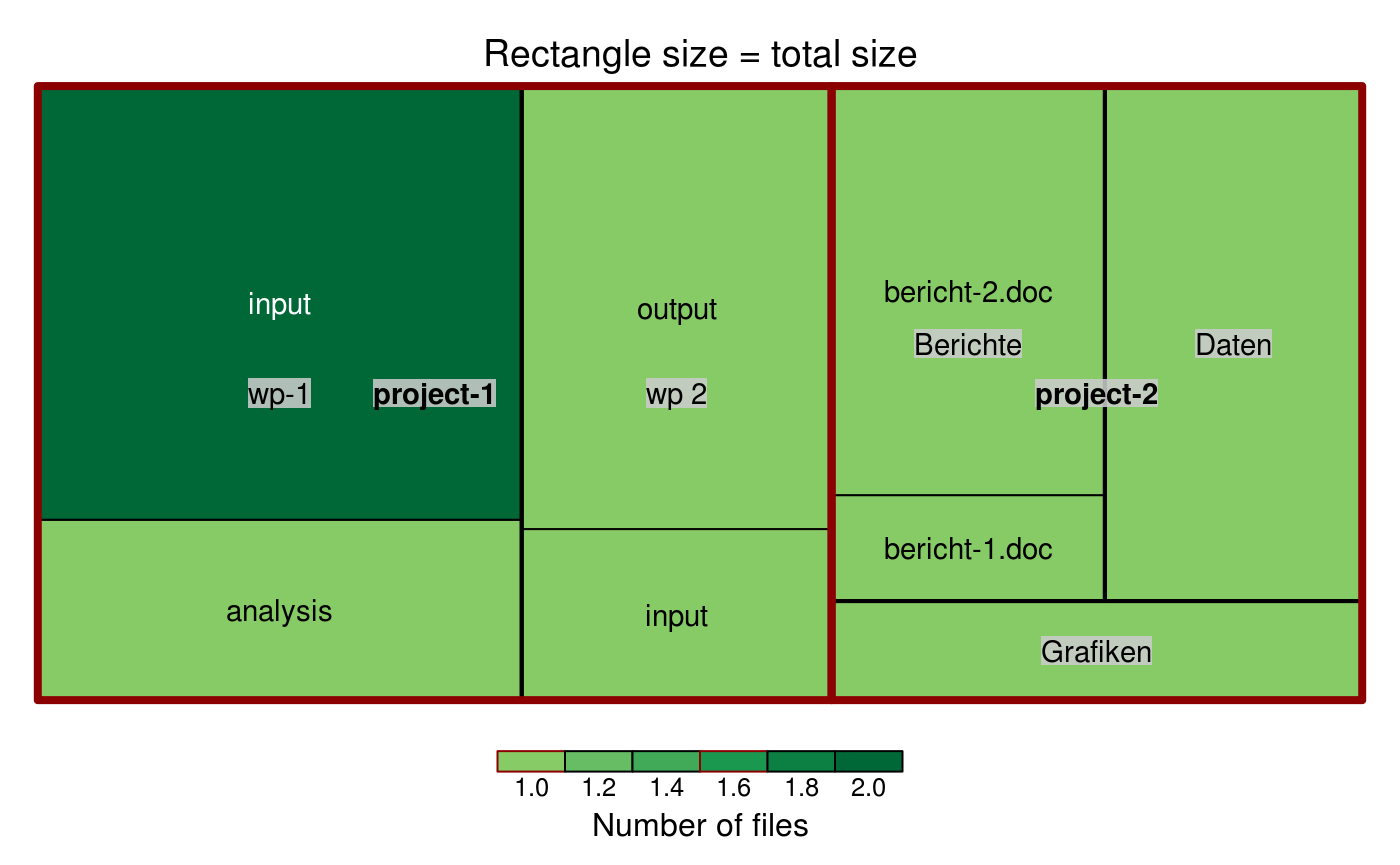 Rectangle size = total size
input
wp-1
project-1
analysis
output
wp 2
input
bericht-2.doc
Berichte
Daten
project-2
bericht-1.doc
Grafiken
1.0 1.2 1.4 1.6 1.8 2.0
Number of files